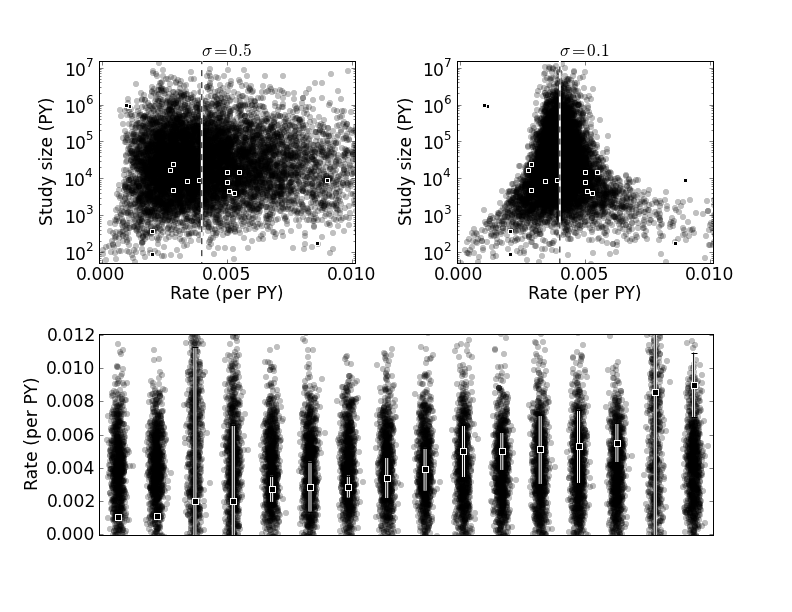 σ=0.5
σ=0.1
10^7
10^6
10^5
10^4
10^3
10^2
Study size (PY)
0.000 0.005 0.010
Rate (per PY)
10^7
10^6
10^5
10^4
10^3
10^2
Study size (PY)
0.000 0.005 0.010
Rate (per PY)
0.012
0.010
0.008
0.006
0.004
0.002
0.000
Rate (per PY)